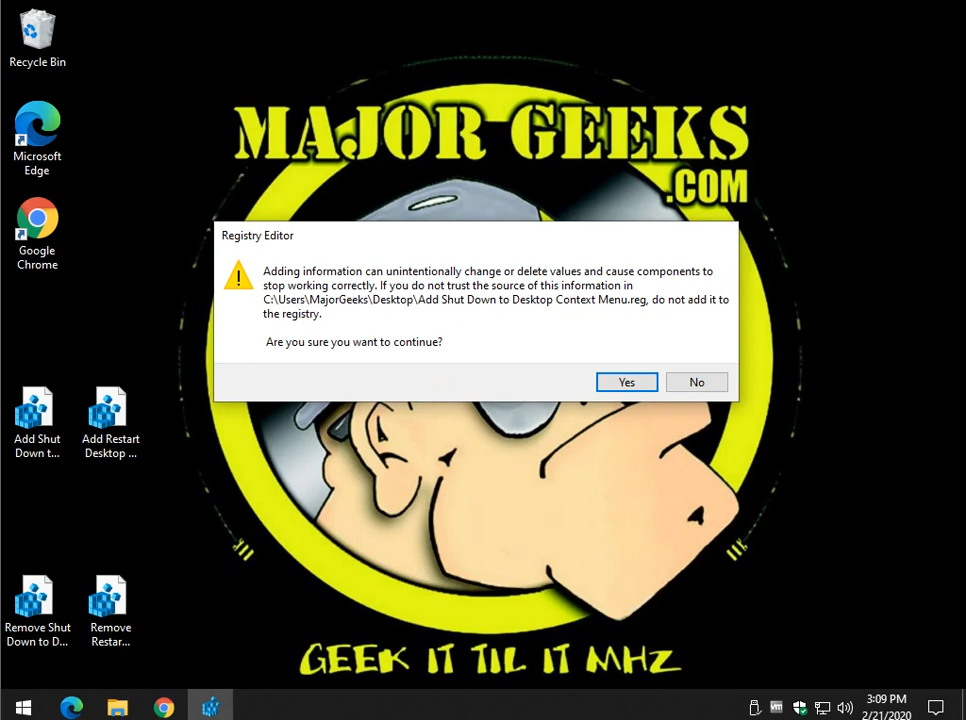 Recycle Bin
Microsoft
Edge
Google
Chrome
Add Shut
Down t...
Add Restart
Desktop ...
Remove Shut
Down to D...
Remove
Restar...
MAJOR GEEKS
.COM
Registry Editor
Adding information can unintentionally change or delete values and cause components to
stop working correctly. If you do not trust the source of this information in
C:\Users\MajorGeeks\Desktop\Add Shut Down to Desktop Context Menu.reg, do not add it to
the registry.
Are you sure you want to continue?
Yes
No
GEEK IT TIL IT MHZ
vm
3:09 PM
2/21/2020